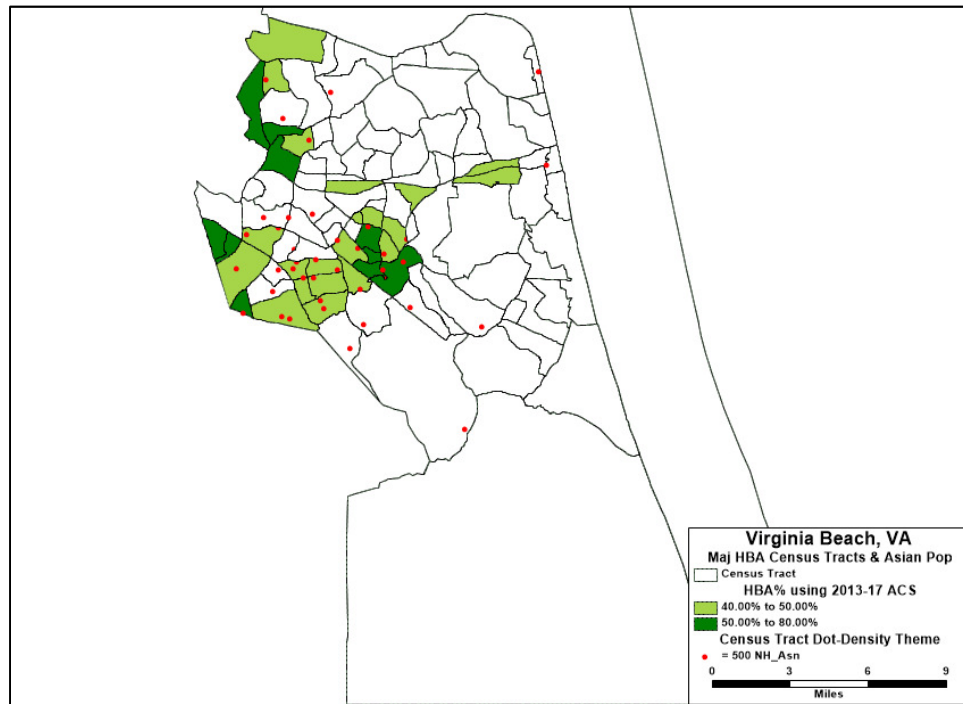 Virginia Beach, VA
Maj HBA Census Tracts & Asian Pop
Census Tract
HBA% using 2013-17 ACS
40.00% to 50.00%
50.00% to 80.00%
Census Tract Dot-Density Theme
= 500 NH_Asn
0 3 6 9
Miles